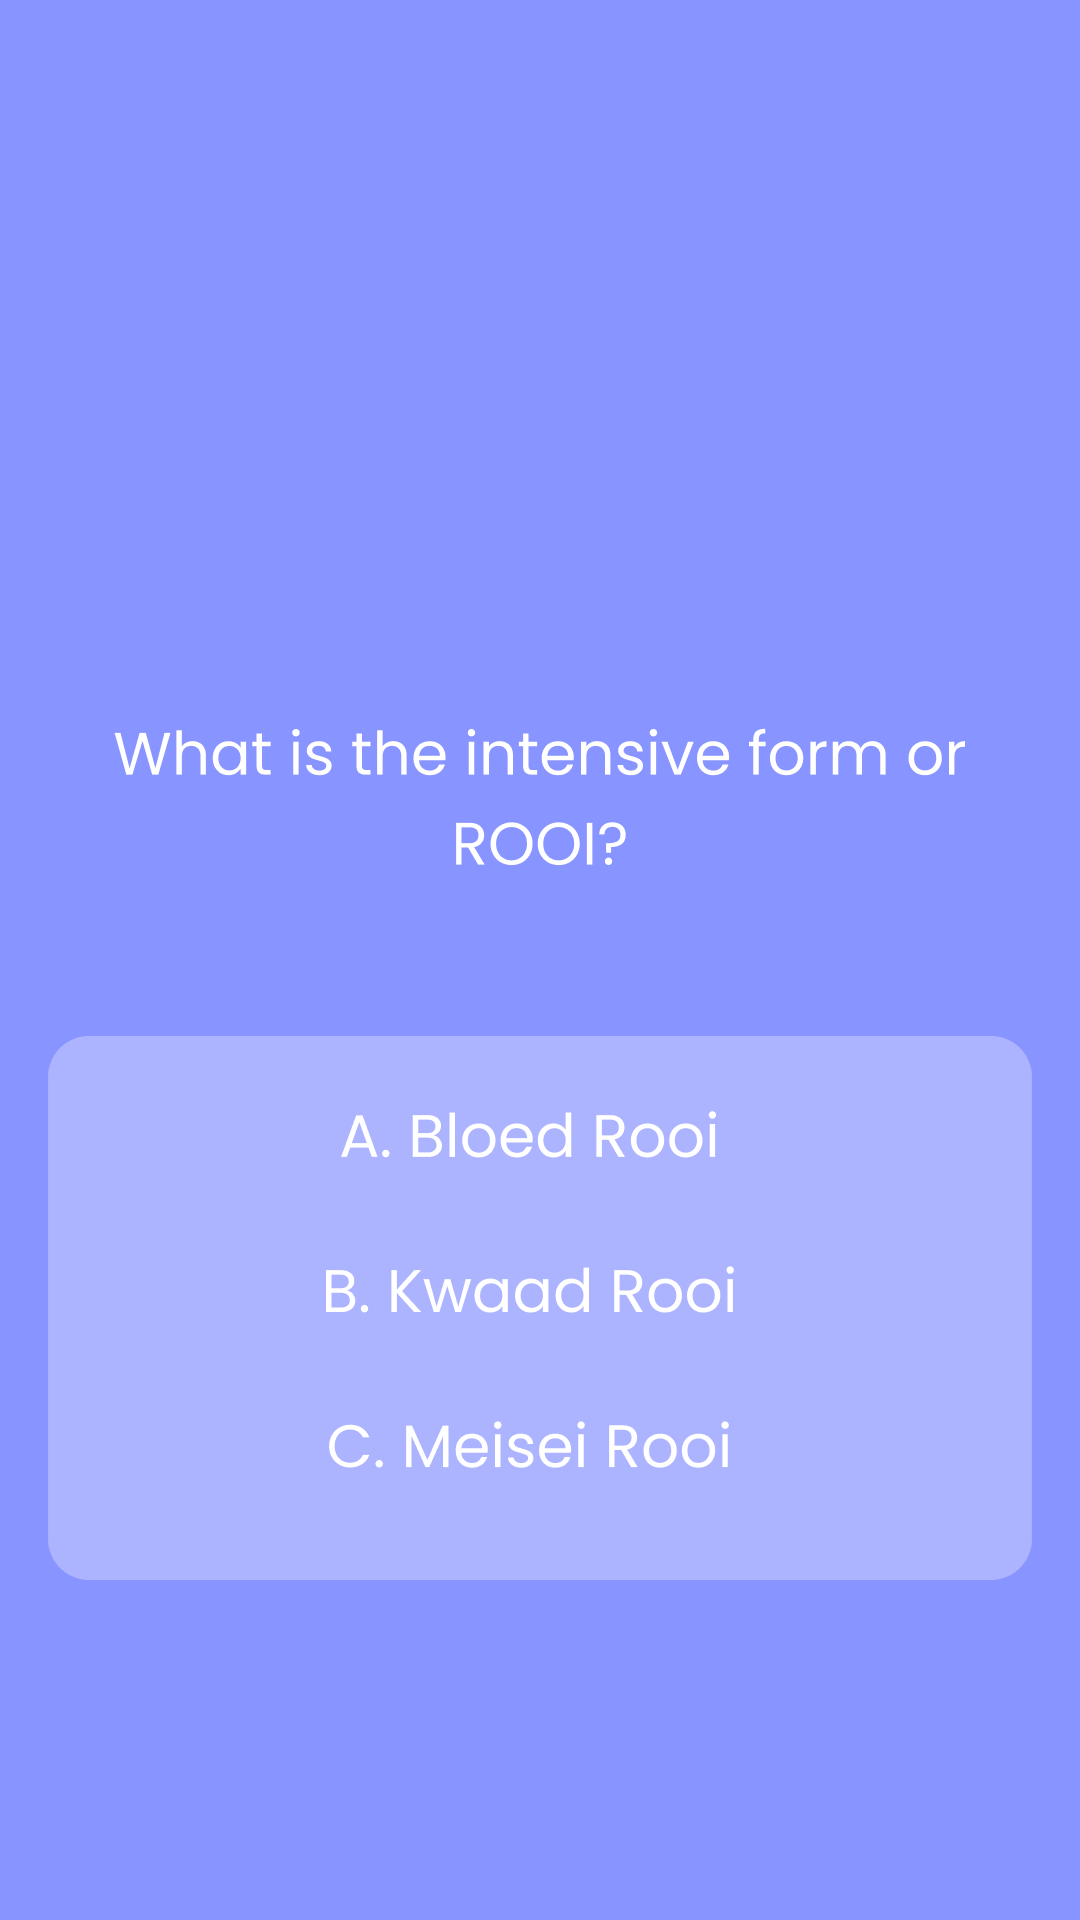 What is the intensive form or
ROOI?
A. Bloed Rooi
B. Kwaad Rooi
C. Meisei Rooi